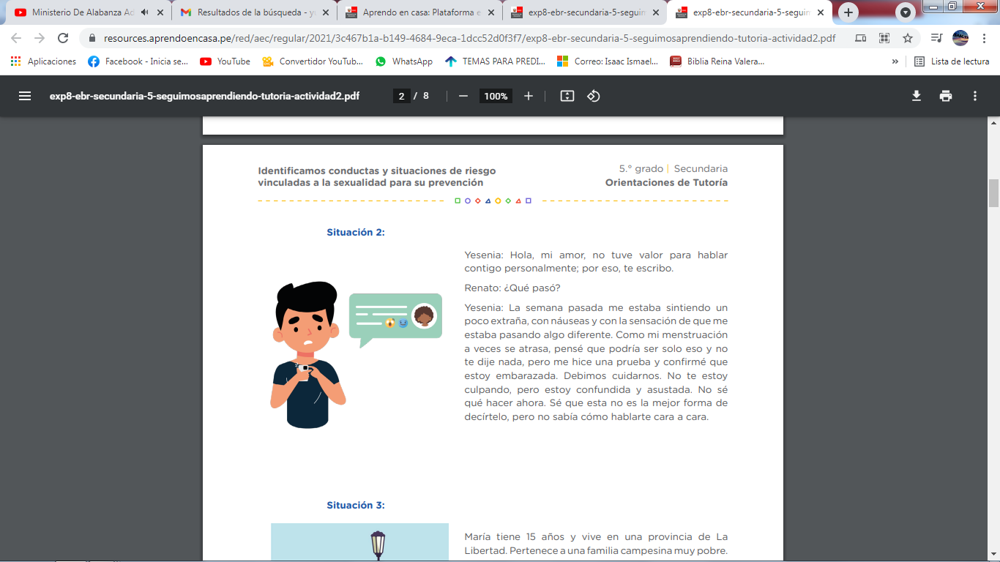 Ministerio De Alabanza Ad
Resultados de la búsqueda - y
Aprendo en casa: Plataforma e
exp8-ebr-secundaria-5-seguim
exp8-ebr-secundaria-5-seguim
resources.aprendoencasa.pe/red/aec/regular/2021/3c467b1a-b149-4684-9eca-1dcc52d0f3f7/exp8-ebr-secundaria-5-seguimosaprendiendo-tutoria-actividad2.pdf
Aplicaciones
Facebook - Inicia se...
YouTube
Convertidor YouTub...
WhatsApp
TEMAS PARA PREDI...
Correo: Isaac Ismael...
Biblia Reina Valera...
»
Lista de lectura
exp8-ebr-secundaria-5-seguimosaprendiendo-tutoria-actividad2.pdf
2 / 8
100%
Identificamos conductas y situaciones de riesgo
vinculadas a la sexualidad para su prevención
5.° grado | Secundaria
Orientaciones de Tutoría
Situación 2:
Yesenia: Hola, mi amor, no tuve valor para hablar
contigo personalmente; por eso, te escribo.
Renato: ¿Qué pasó?
Yesenia: La semana pasada me estaba sintiendo un
poco extraña, con náuseas y con la sensación de que me
estaba pasando algo diferente. Como mi menstruación
a veces se atrasa, pensé que podría ser solo eso y no
te dije nada, pero me hice una prueba y confirmé que
estoy embarazada. Debimos cuidarnos. No te estoy
culpando, pero estoy confundida y asustada. No sé
qué hacer ahora. Sé que esta no es la mejor forma de
decírtelo, pero no sabía cómo hablarte cara a cara.
Situación 3:
María tiene 15 años y vive en una provincia de La
Libertad. Pertenece a una familia campesina muy pobre.